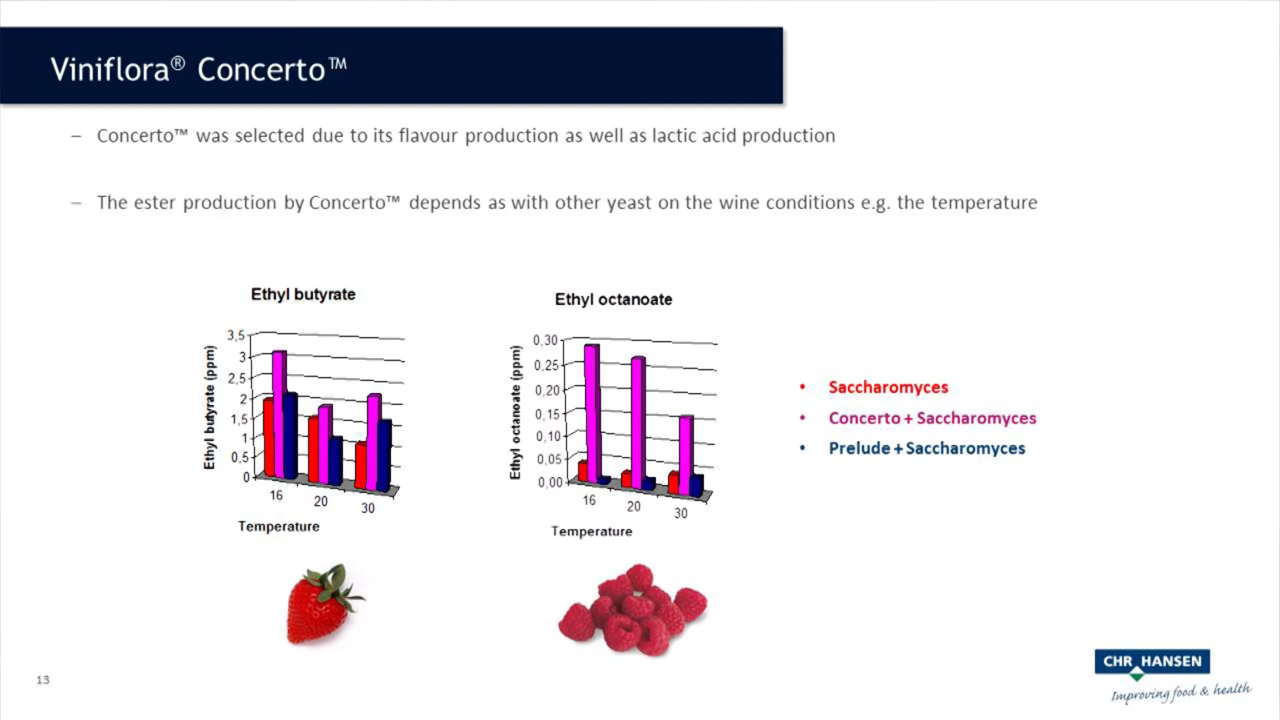 Viniflora® Concerto™
– Concerto™ was selected due to its flavour production as well as lactic acid production
– The ester production by Concerto™ depends as with other yeast on the wine conditions e.g. the temperature
Ethyl butyrate
Ethyl butyrate (ppm)
3,5
3
2,5
2
1,5
1
0,5
0
16
20
30
Temperature
Ethyl octanoate
Ethyl octanoate (ppm)
0,30
0,25
0,20
0,15
0,10
0,05
0,00
16
20
30
Temperature
• Saccharomyces
• Concerto + Saccharomyces
• Prelude + Saccharomyces
13
CHR HANSEN
Improving food & health